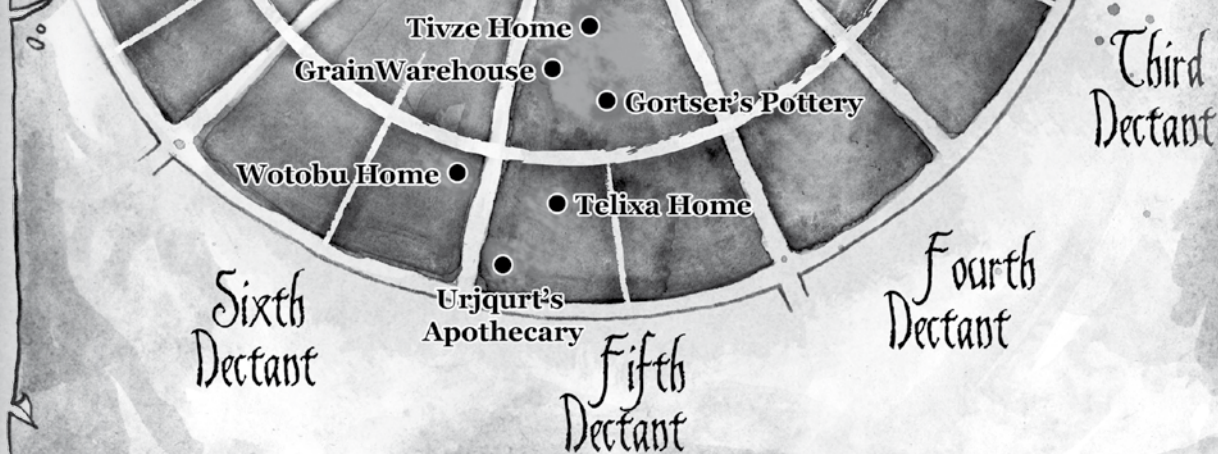 Tivze Home
GrainWarehouse
Gortser's Pottery
Third
Dectant
Wotobu Home
Telixa Home
Urjqurt's
Apothecary
Fourth
Dectant
Sixth
Dectant
Fifth
Dectant